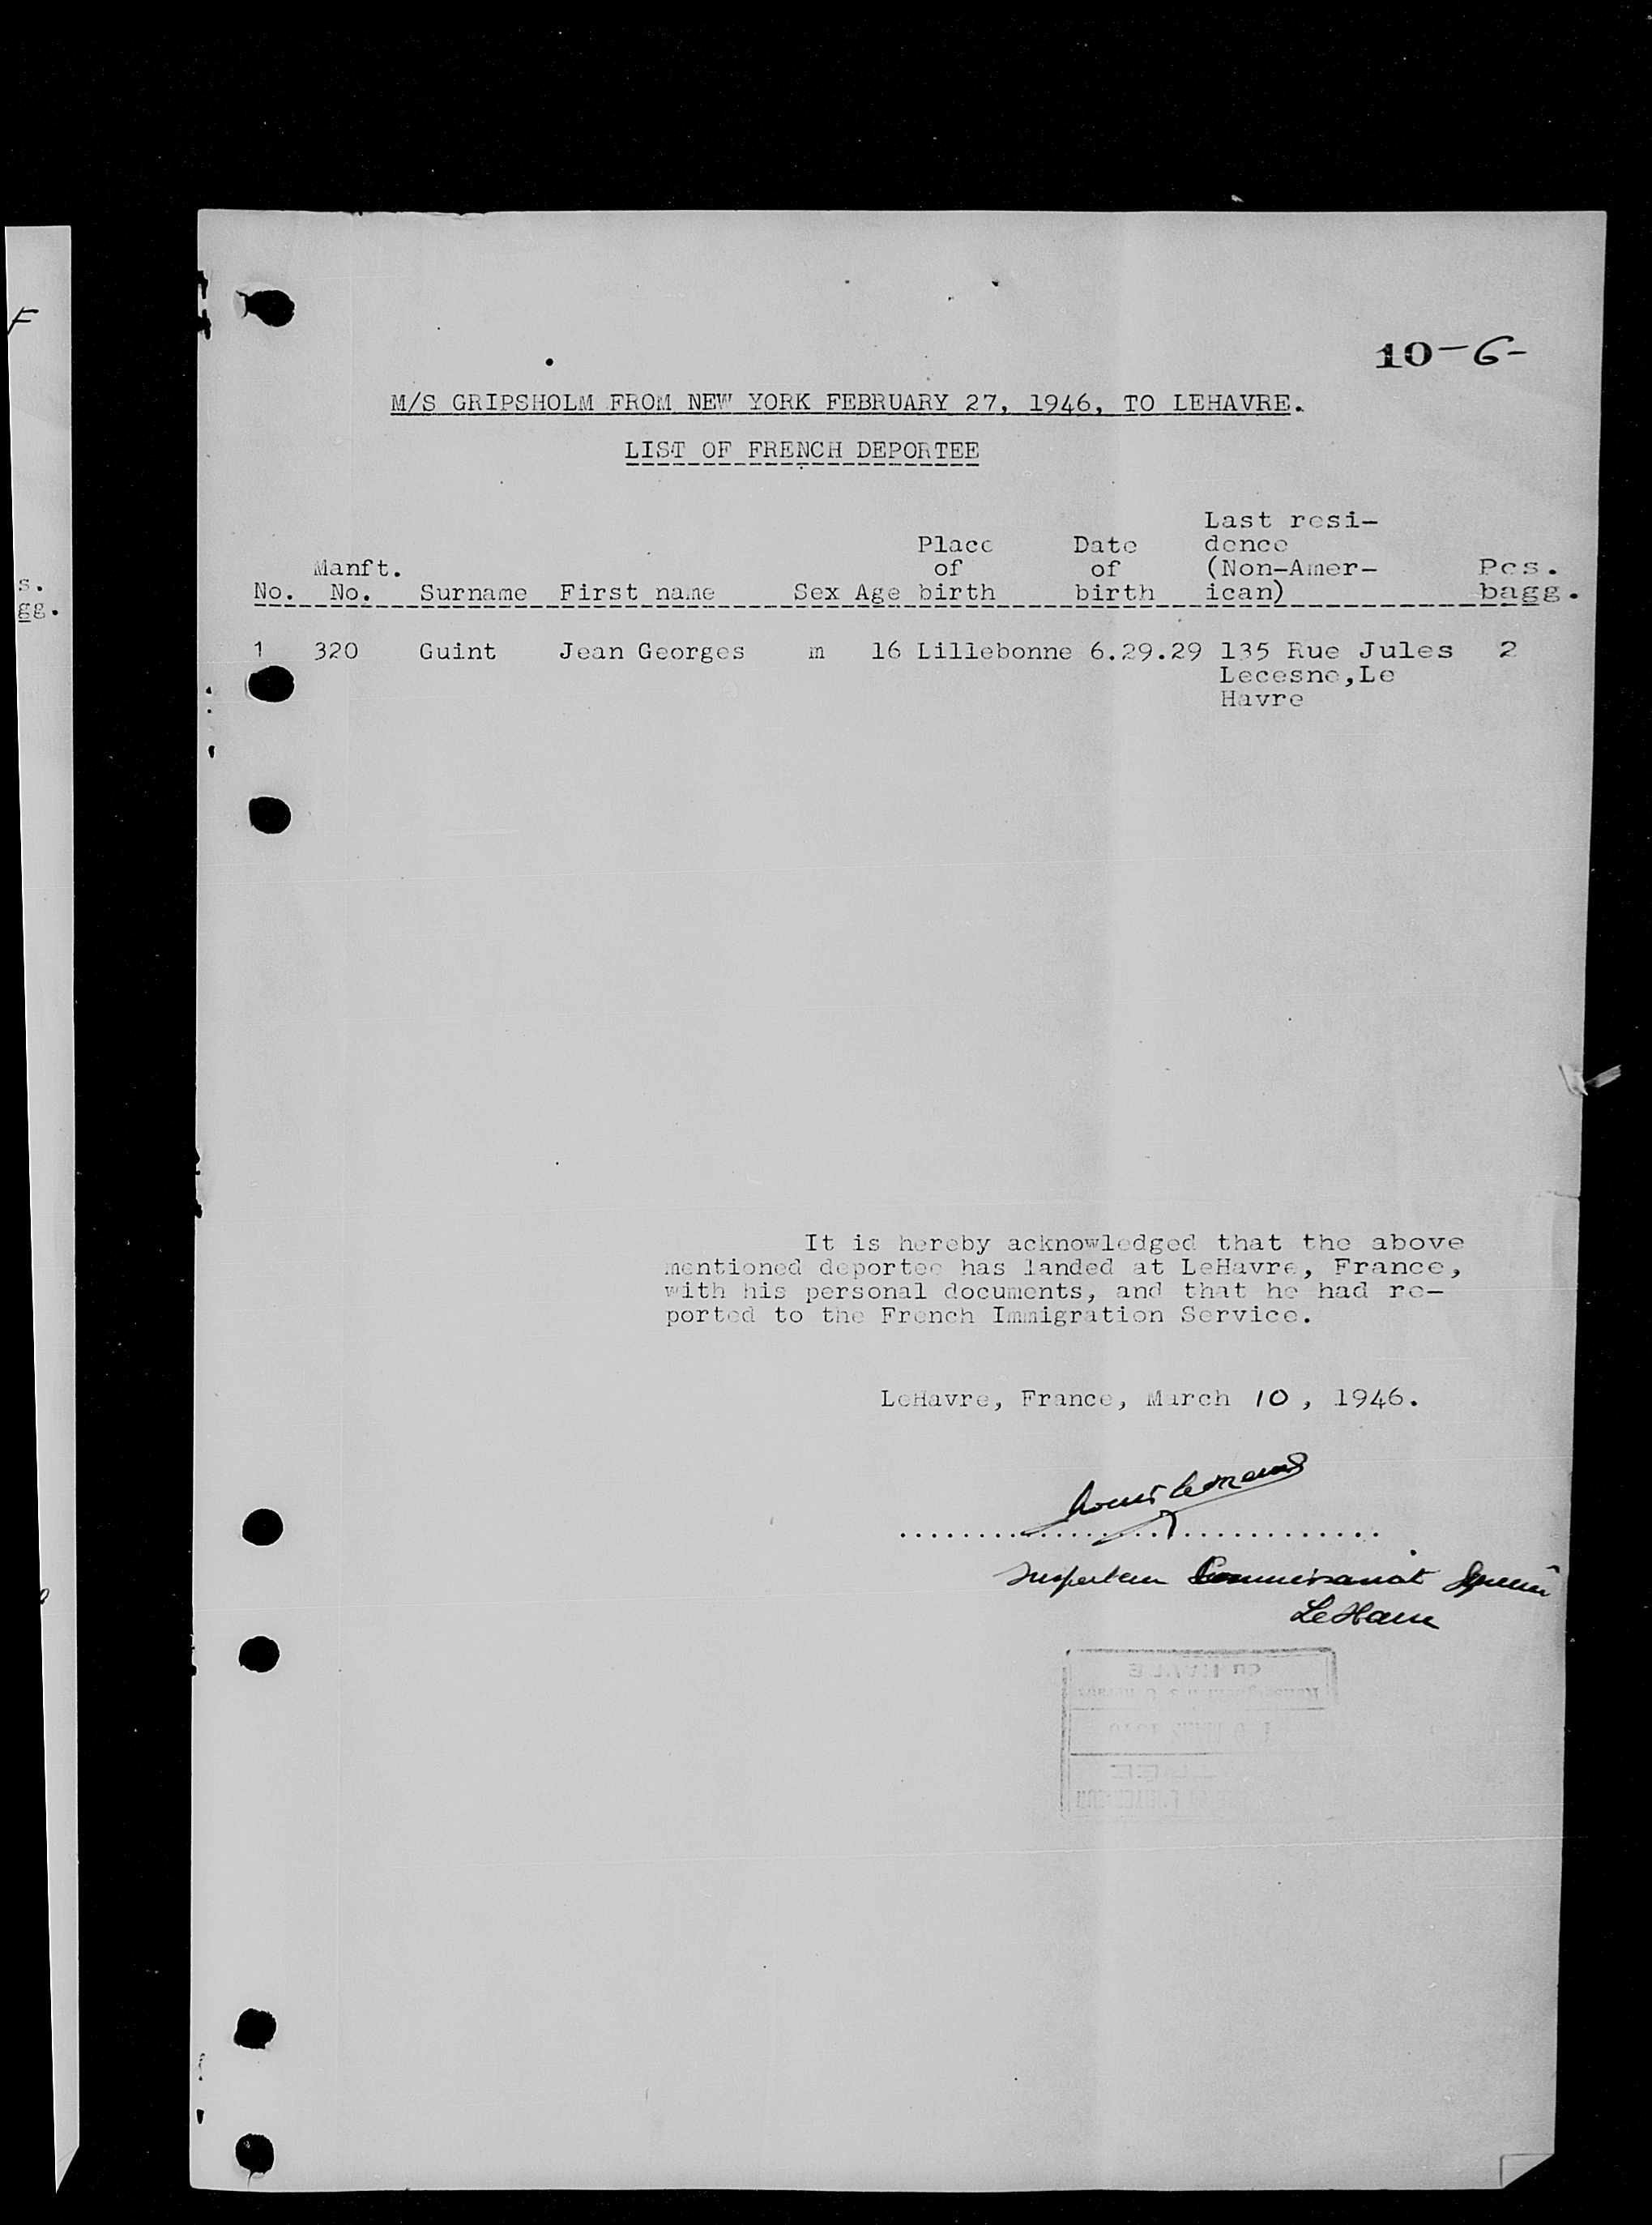 F
s.
gg.
10-6-
M/S GRIPSHOLM FROM NEW YORK FEBRUARY 27, 1946, TO LEHAVRE.
LIST OF FRENCH DEPORTEE
No. Manft. No. Surname First name Sex Age Place of birth Date of birth Last resi-dence (Non-Amer-ican) Pcs. bagg.
1 320 Guint Jean Georges m 16 Lillebonne 6.29.29 135 Rue Jules 2
Lecesne,Le
Havre
It is hereby acknowledged that the above
mentioned deportee has landed at LeHavre, France,
with his personal documents, and that he had re-
ported to the French Immigration Service.
LeHavre, France, March 10, 1946.
Inspecteur Commissariat Spécial
Le Havre